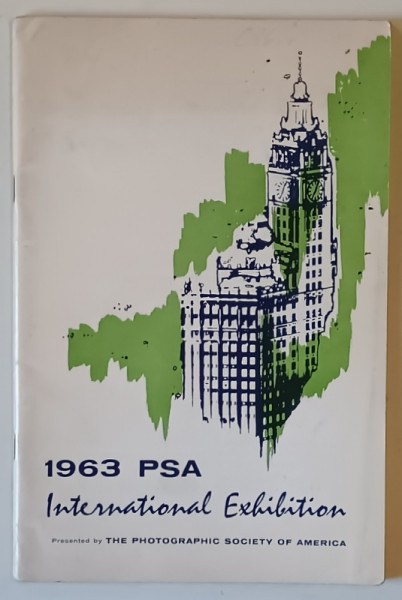 1963 PSA
International Exhibition
Presented by THE PHOTOGRAPHIC SOCIETY OF AMERICA